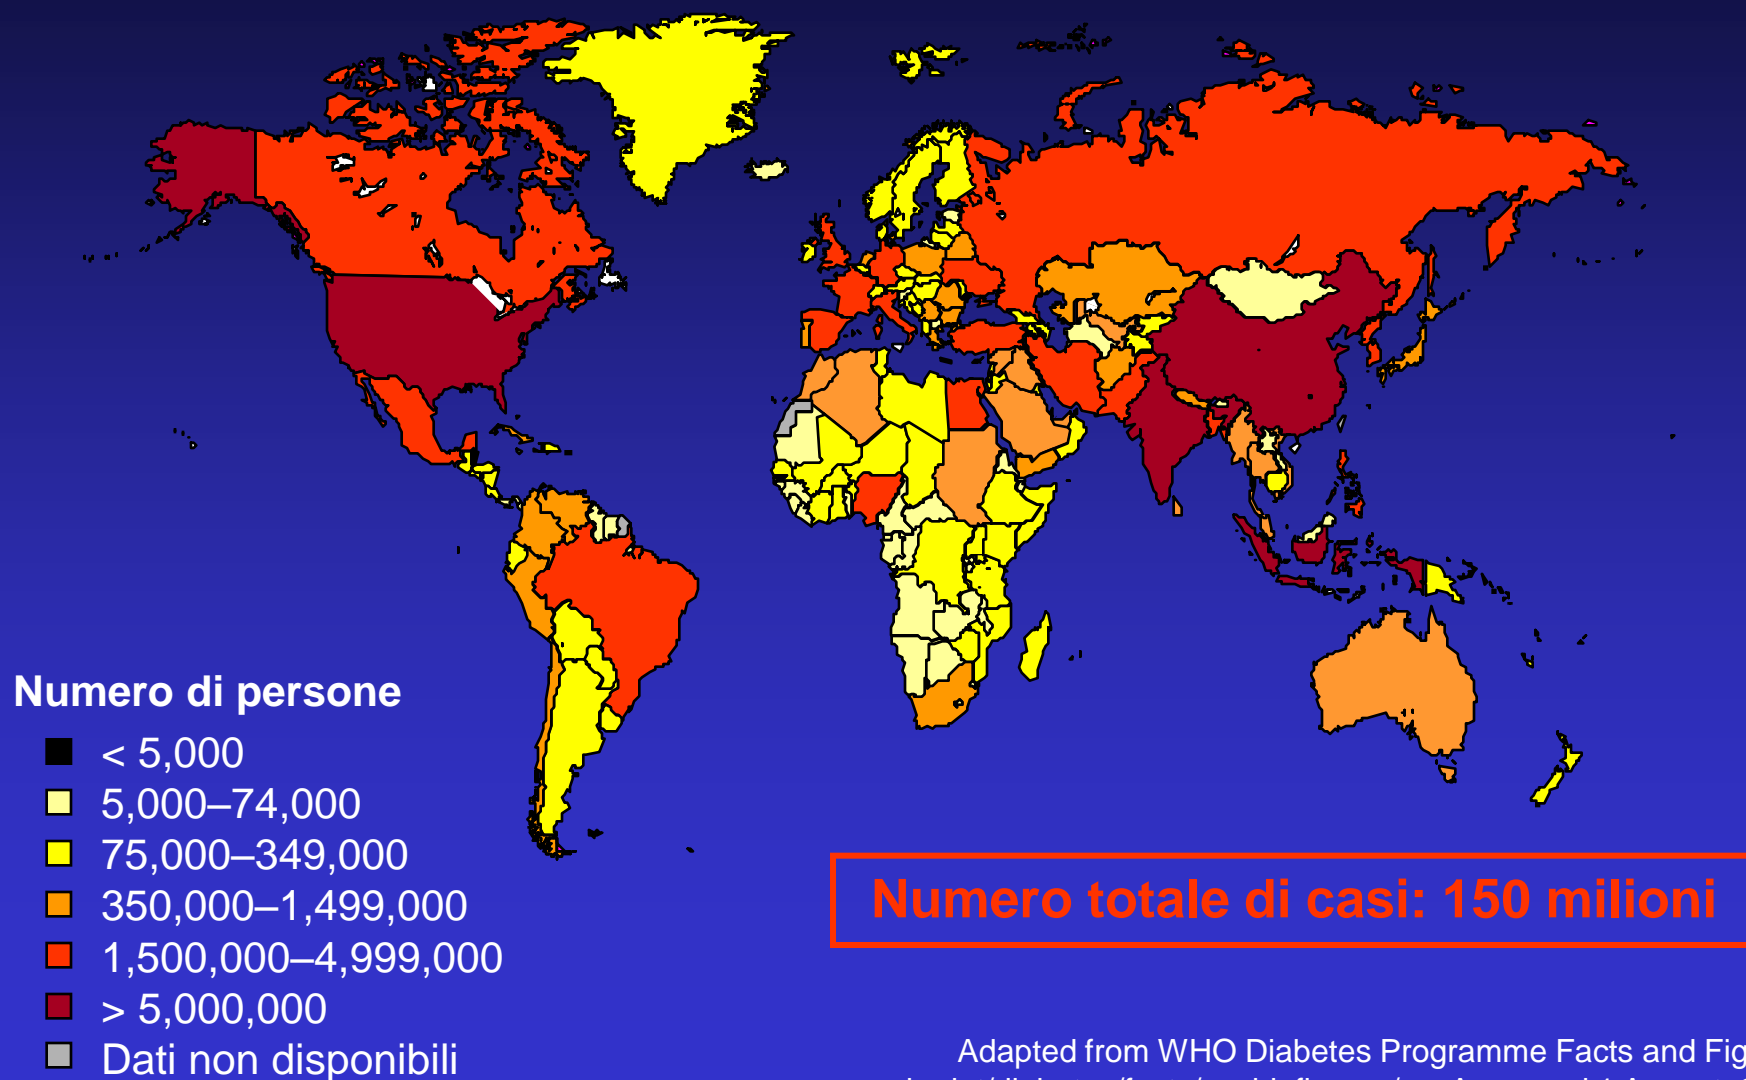 Numero di persone
< 5,000
5,000–74,000
75,000–349,000
350,000–1,499,000
1,500,000–4,999,000
> 5,000,000
Dati non disponibili
Numero totale di casi: 150 milioni
Adapted from WHO Diabetes Programme Facts and Fig